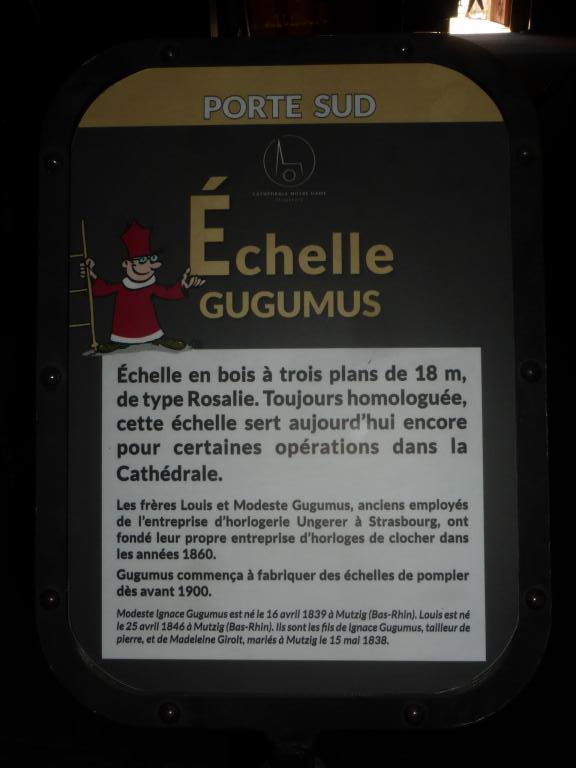 PORTE SUD
CATHÉDRALE NOTRE DAME
Échelle
GUGUMUS
Échelle en bois à trois plans de 18 m,
de type Rosalie. Toujours homologuée,
cette échelle sert aujourd'hui encore
pour certaines opérations dans la
Cathédrale.
Les frères Louis et Modeste Gugumus, anciens employés
de l'entreprise d'horlogerie Ungerer à Strasbourg, ont
fondé leur propre entreprise d'horloges de clocher dans
les années 1860.
Gugumus commença à fabriquer des échelles de pompier
dès avant 1900.
Modeste Ignace Gugumus est né le 16 avril 1839 à Mutzig (Bas-Rhin). Louis est né
le 25 avril 1846 à Mutzig (Bas-Rhin). Ils sont les fils de Ignace Gugumus, tailleur de
pierre, et de Madeleine Girolt, mariés à Mutzig le 15 mai 1838.